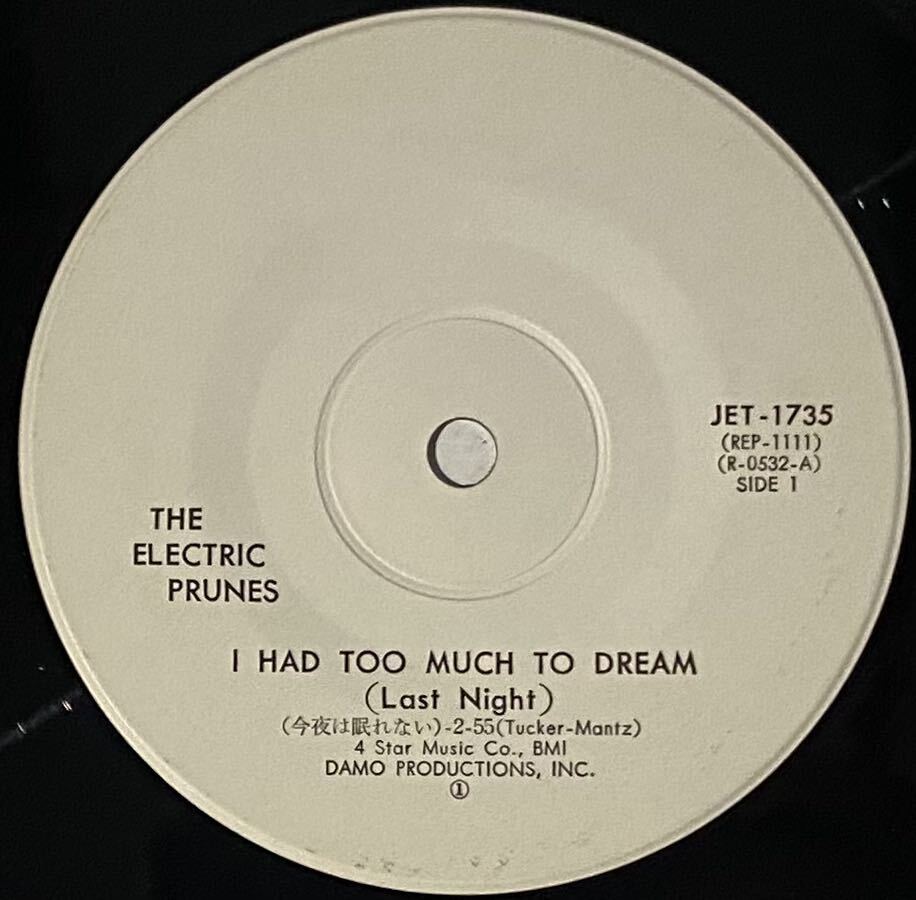 JET-1735
(REP-1111)
(R-0532-A)
SIDE 1
THE
ELECTRIC
PRUNES
I HAD TOO MUCH TO DREAM
(Last Night)
(今夜は眠れない)-2-55(Tucker-Mantz)
4 Star Music Co., BMI
DAMO PRODUCTIONS, INC.
①